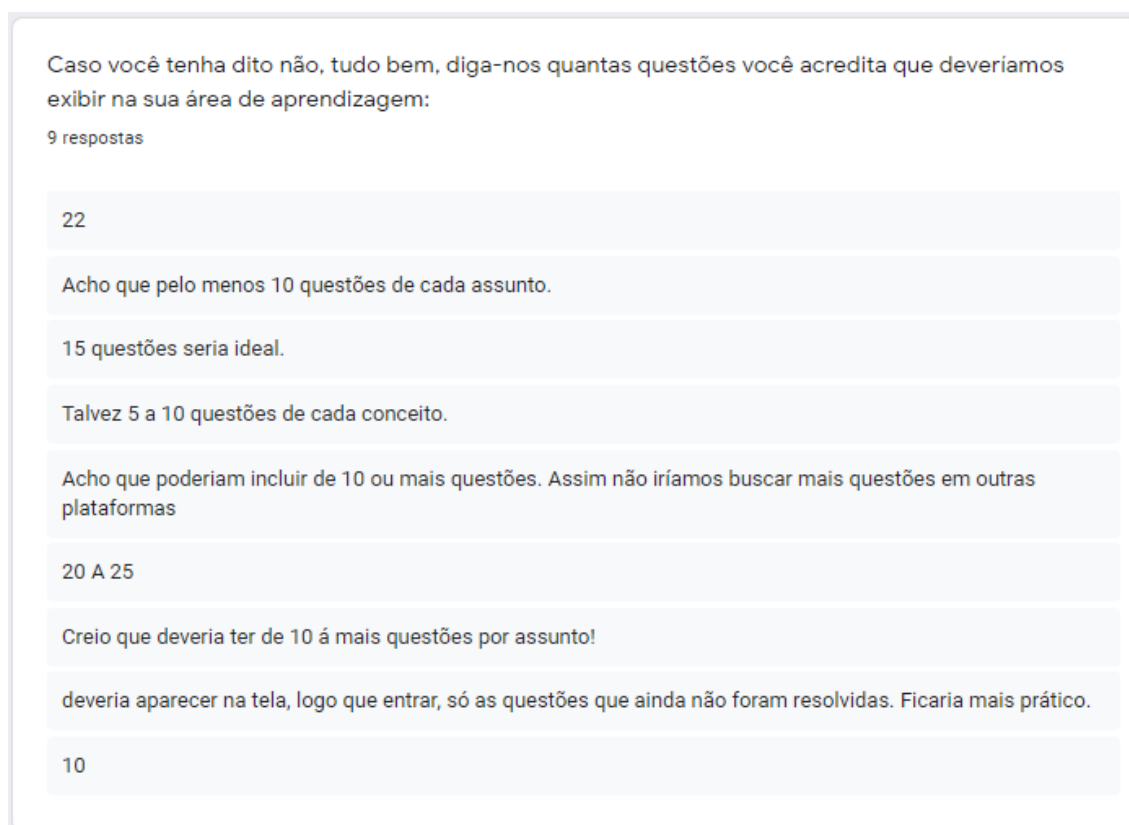 Caso você tenha dito não, tudo bem, diga-nos quantas questões você acredita que deveríamos
exibir na sua área de aprendizagem:
9 respostas
22
Acho que pelo menos 10 questões de cada assunto.
15 questões seria ideal.
Talvez 5 a 10 questões de cada conceito.
Acho que poderiam incluir de 10 ou mais questões. Assim não iríamos buscar mais questões em outras
plataformas
20 A 25
Creio que deveria ter de 10 á mais questões por assunto!
deveria aparecer na tela, logo que entrar, só as questões que ainda não foram resolvidas. Ficaria mais prático.
10